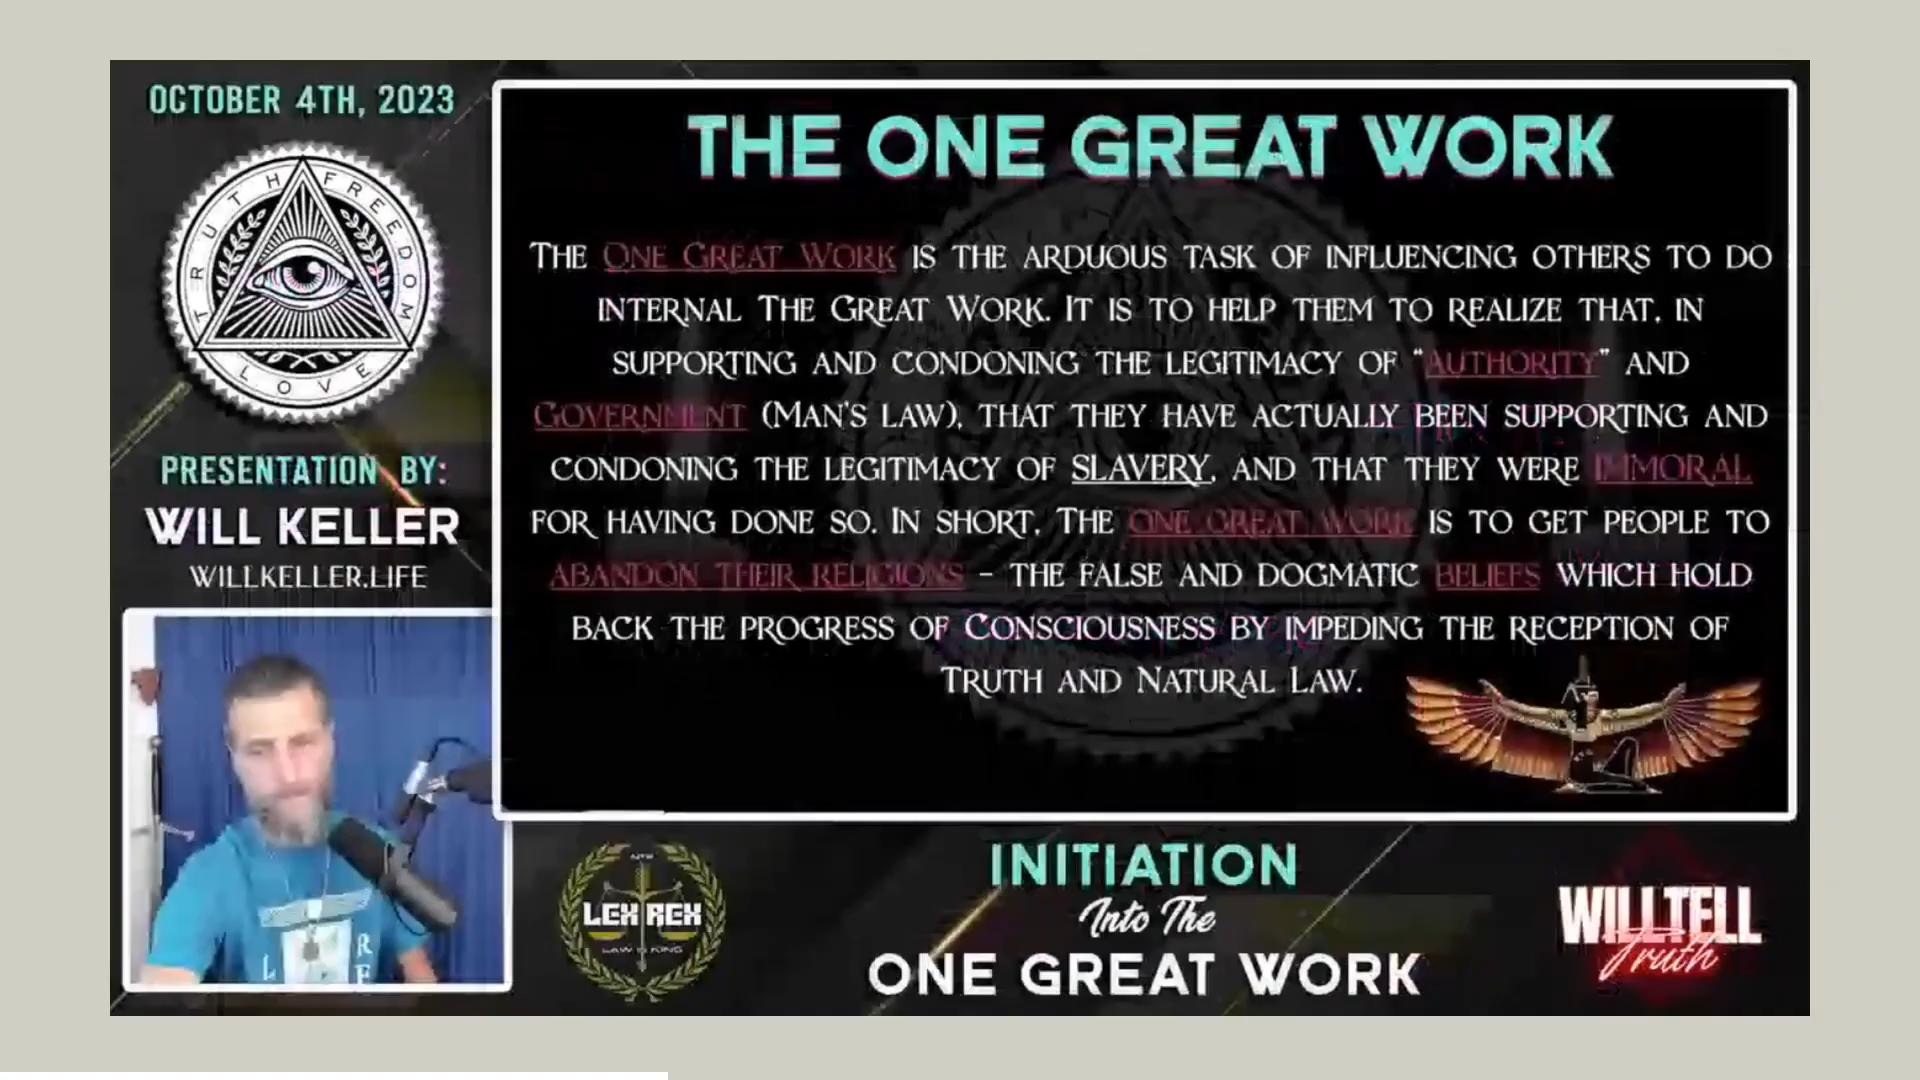 OCTOBER 4TH, 2023
TRUTH FREEDOM
LOVE
PRESENTATION BY:
WILL KELLER
WILLKELLER.LIFE
THE ONE GREAT WORK
THE ONE GREAT WORK IS THE ARDUOUS TASK OF INFLUENCING OTHERS TO DO
INTERNAL THE GREAT WORK. IT IS TO HELP THEM TO REALIZE THAT, IN
SUPPORTING AND CONDONING THE LEGITIMACY OF “AUTHORITY” AND
GOVERNMENT (MAN'S LAW), THAT THEY HAVE ACTUALLY BEEN SUPPORTING AND
CONDONING THE LEGITIMACY OF SLAVERY, AND THAT THEY WERE IMMORAL
FOR HAVING DONE SO. IN SHORT, THE ONE GREAT WORK IS TO GET PEOPLE TO
ABANDON THEIR RELIGIONS – THE FALSE AND DOGMATIC BELIEFS WHICH HOLD
BACK THE PROGRESS OF CONSCIOUSNESS BY IMPEDING THE RECEPTION OF
TRUTH AND NATURAL LAW.
LEX REX
LAW IS KING
INITIATION
Into The
ONE GREAT WORK
WILLTELL
Truth